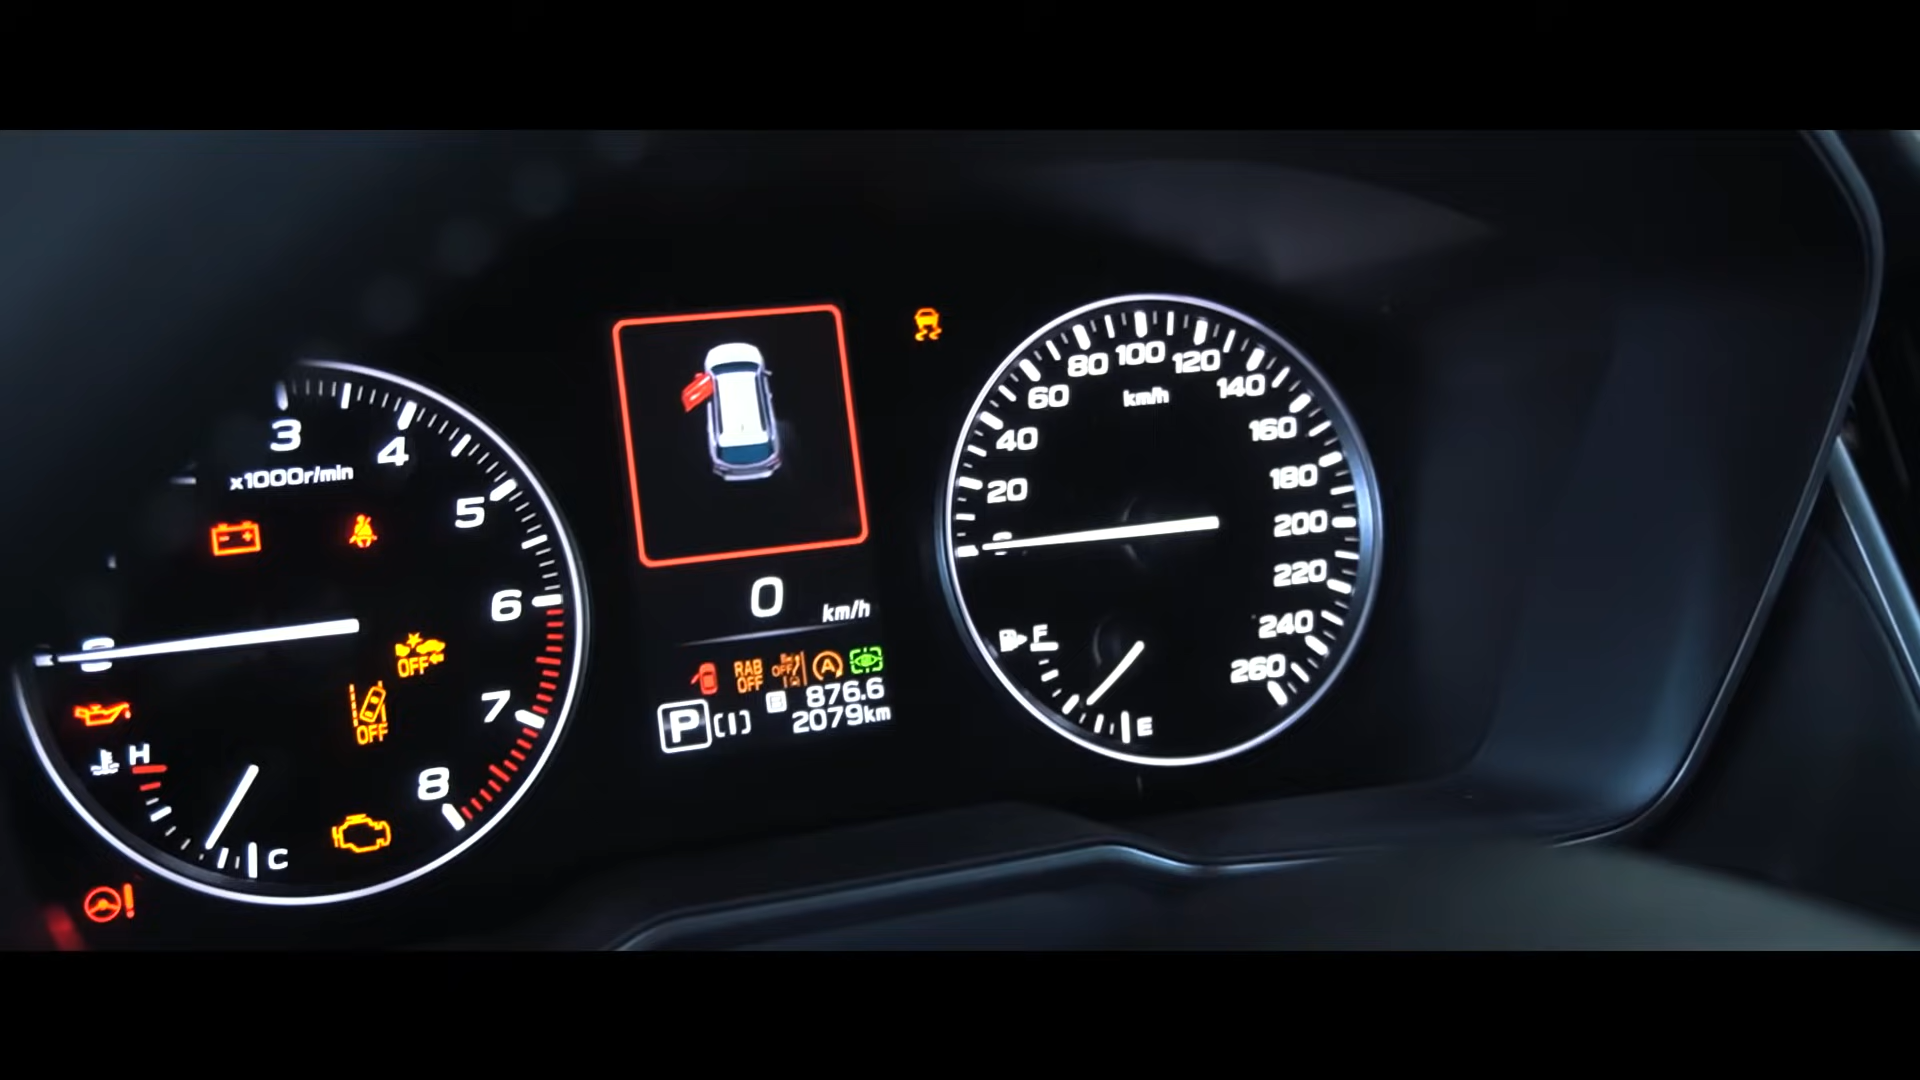 3
4
5
6
7
8
x1000r/min
OFF
OFF
H
C
0 km/h
RAB OFF
OFF
A
P [I] B 876.6
2079km
20
40
60
80
100
120
140
160
180
200
220
240
260
km/h
F
E